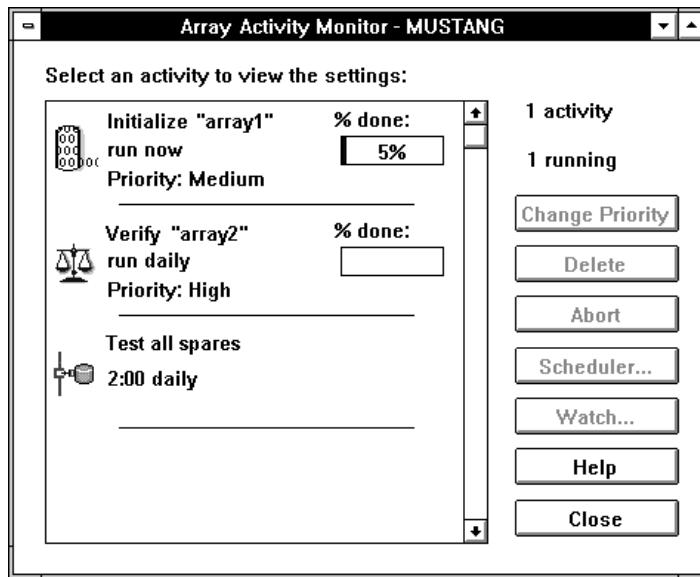 Array Activity Monitor - MUSTANG
Select an activity to view the settings:
Initialize "array1"
% done:
run now
5%
Priority: Medium
Verify "array2"
% done:
run daily
Priority: High
Test all spares
2:00 daily
1 activity
1 running
Change Priority
Delete
Abort
Scheduler...
Watch...
Help
Close